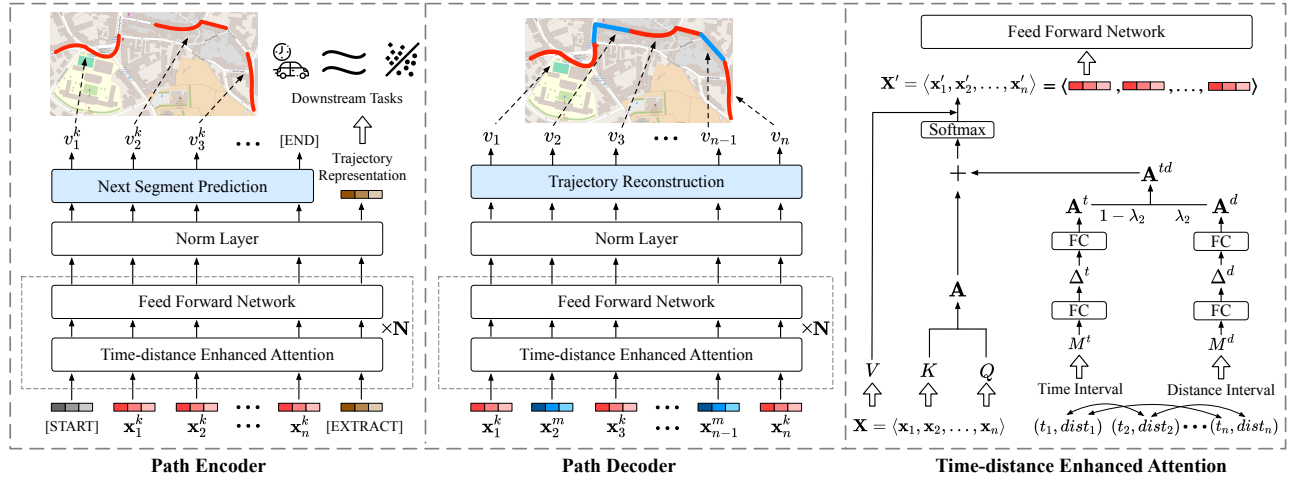 Downstream Tasks
v_1^k v_2^k v_3^k ••• [END]
Trajectory
Representation
Next Segment Prediction
Norm Layer
Feed Forward Network
×N
Time-distance Enhanced Attention
[START] x_1^k x_2^k ••• x_n^k [EXTRACT]
Path Encoder
v_1 v_2 v_3 ••• v_{n-1} v_n
Trajectory Reconstruction
Norm Layer
Feed Forward Network
×N
Time-distance Enhanced Attention
x_1^k x_2^m x_3^k ••• x_{n-1}^m x_n^k
Path Decoder
Feed Forward Network
X′ = ⟨x′_1, x′_2, . . . , x′_n⟩ = ⟨ , , . . . , ⟩
Softmax
+ A^{td}
A^t 1 − λ_2 λ_2 A^d
FC FC
Δ^t Δ^d
A
FC FC
M^t M^d
V K Q
Time Interval Distance Interval
X = ⟨x_1, x_2, . . . , x_n⟩ (t_1, dist_1) (t_2, dist_2) ••• (t_n, dist_n)
Time-distance Enhanced Attention